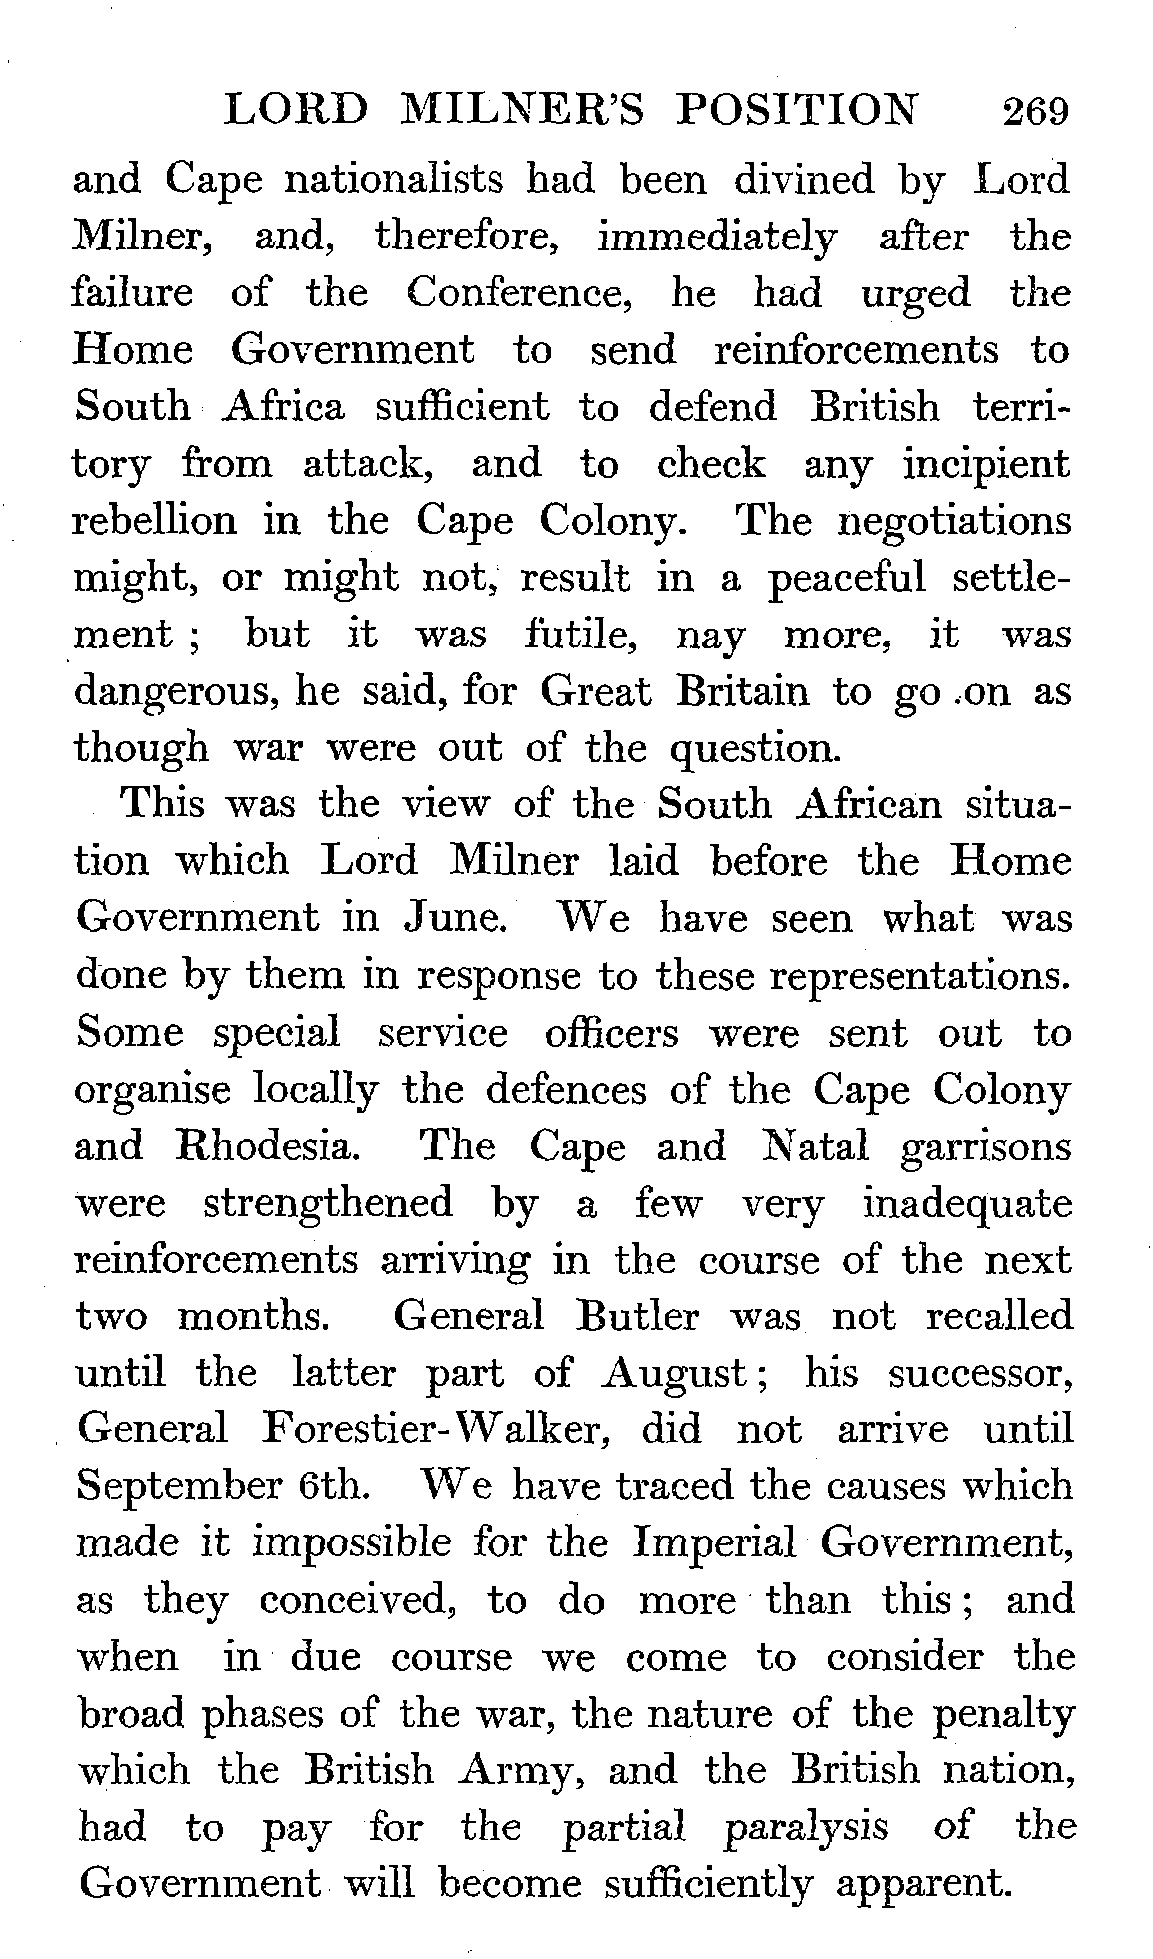 LORD MILNER'S POSITION 269
and Cape nationalists had been divined by Lord
Milner, and, therefore, immediately after the
failure of the Conference, he had urged the
Home Government to send reinforcements to
South Africa sufficient to defend British terri-
tory from attack, and to check any incipient
rebellion in the Cape Colony. The negotiations
might, or might not, result in a peaceful settle-
ment ; but it was futile, nay more, it was
dangerous, he said, for Great Britain to go on as
though war were out of the question.
This was the view of the South African situa-
tion which Lord Milner laid before the Home
Government in June. We have seen what was
done by them in response to these representations.
Some special service officers were sent out to
organise locally the defences of the Cape Colony
and Rhodesia. The Cape and Natal garrisons
were strengthened by a few very inadequate
reinforcements arriving in the course of the next
two months. General Butler was not recalled
until the latter part of August ; his successor,
General Forestier-Walker, did not arrive until
September 6th. We have traced the causes which
made it impossible for the Imperial Government,
as they conceived, to do more than this ; and
when in due course we come to consider the
broad phases of the war, the nature of the penalty
which the British Army, and the British nation,
had to pay for the partial paralysis of the
Government will become sufficiently apparent.